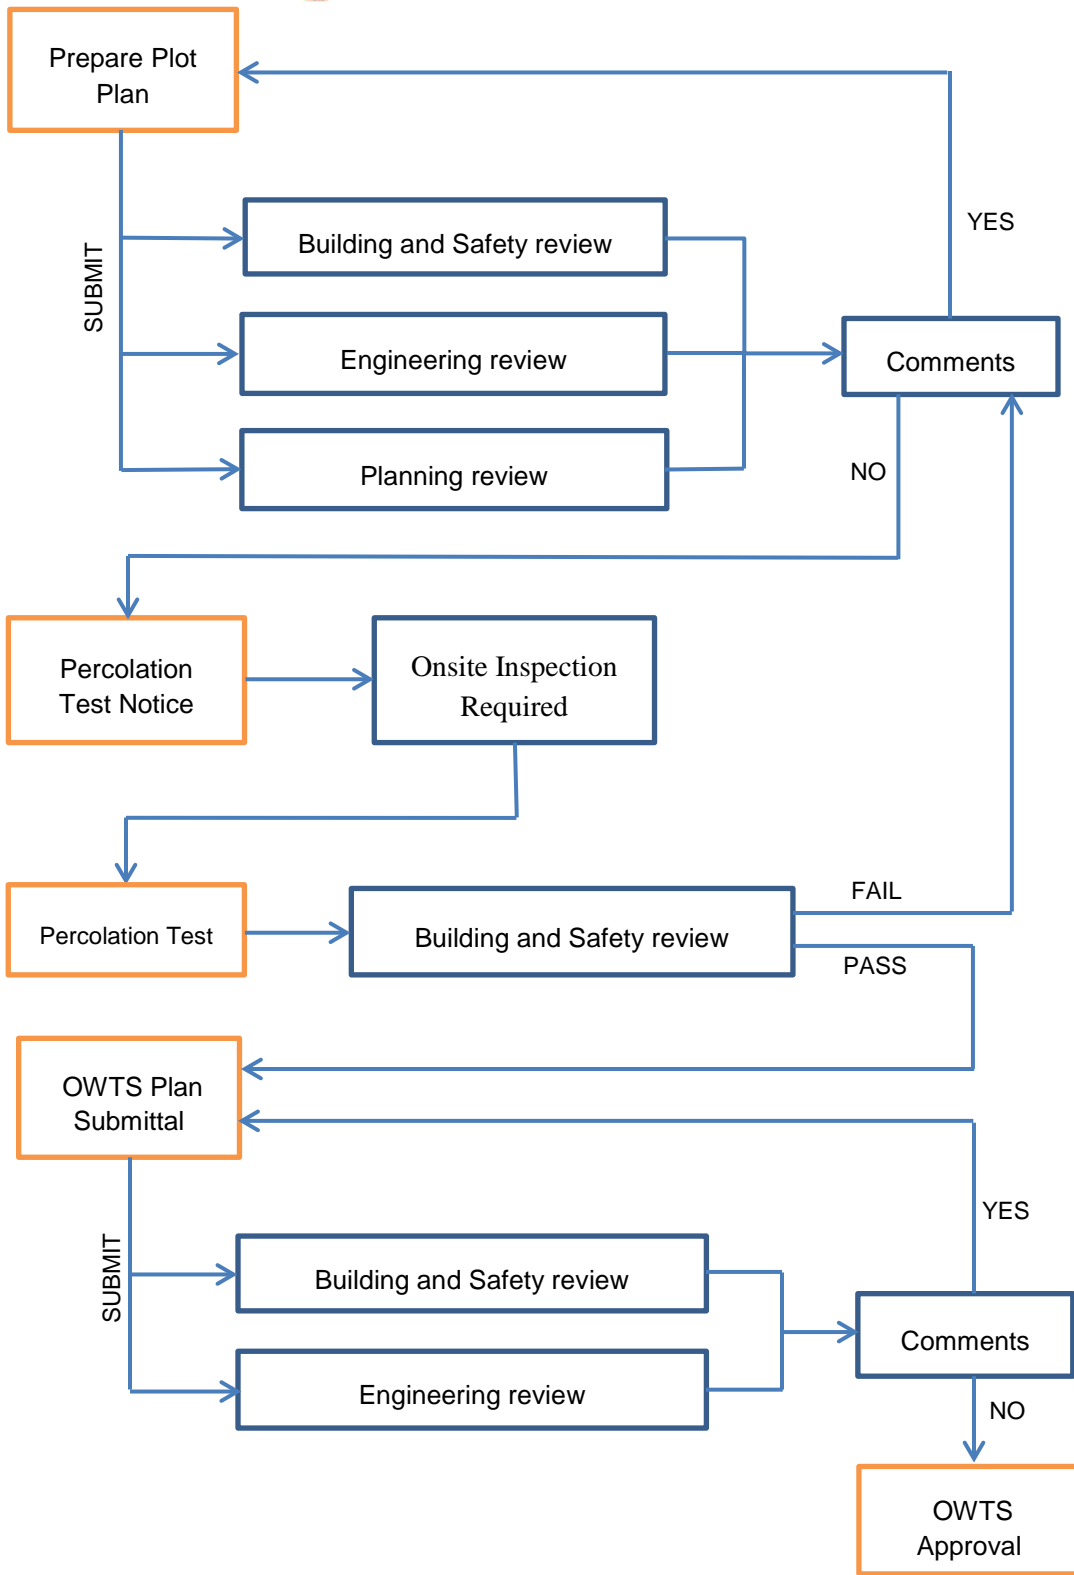 Prepare Plot
Plan
YES
SUBMIT
Building and Safety review
Engineering review
Comments
Planning review
NO
Percolation
Test Notice
Onsite Inspection
Required
FAIL
Percolation Test
Building and Safety review
PASS
OWTS Plan
Submittal
YES
SUBMIT
Building and Safety review
Comments
Engineering review
NO
OWTS
Approval